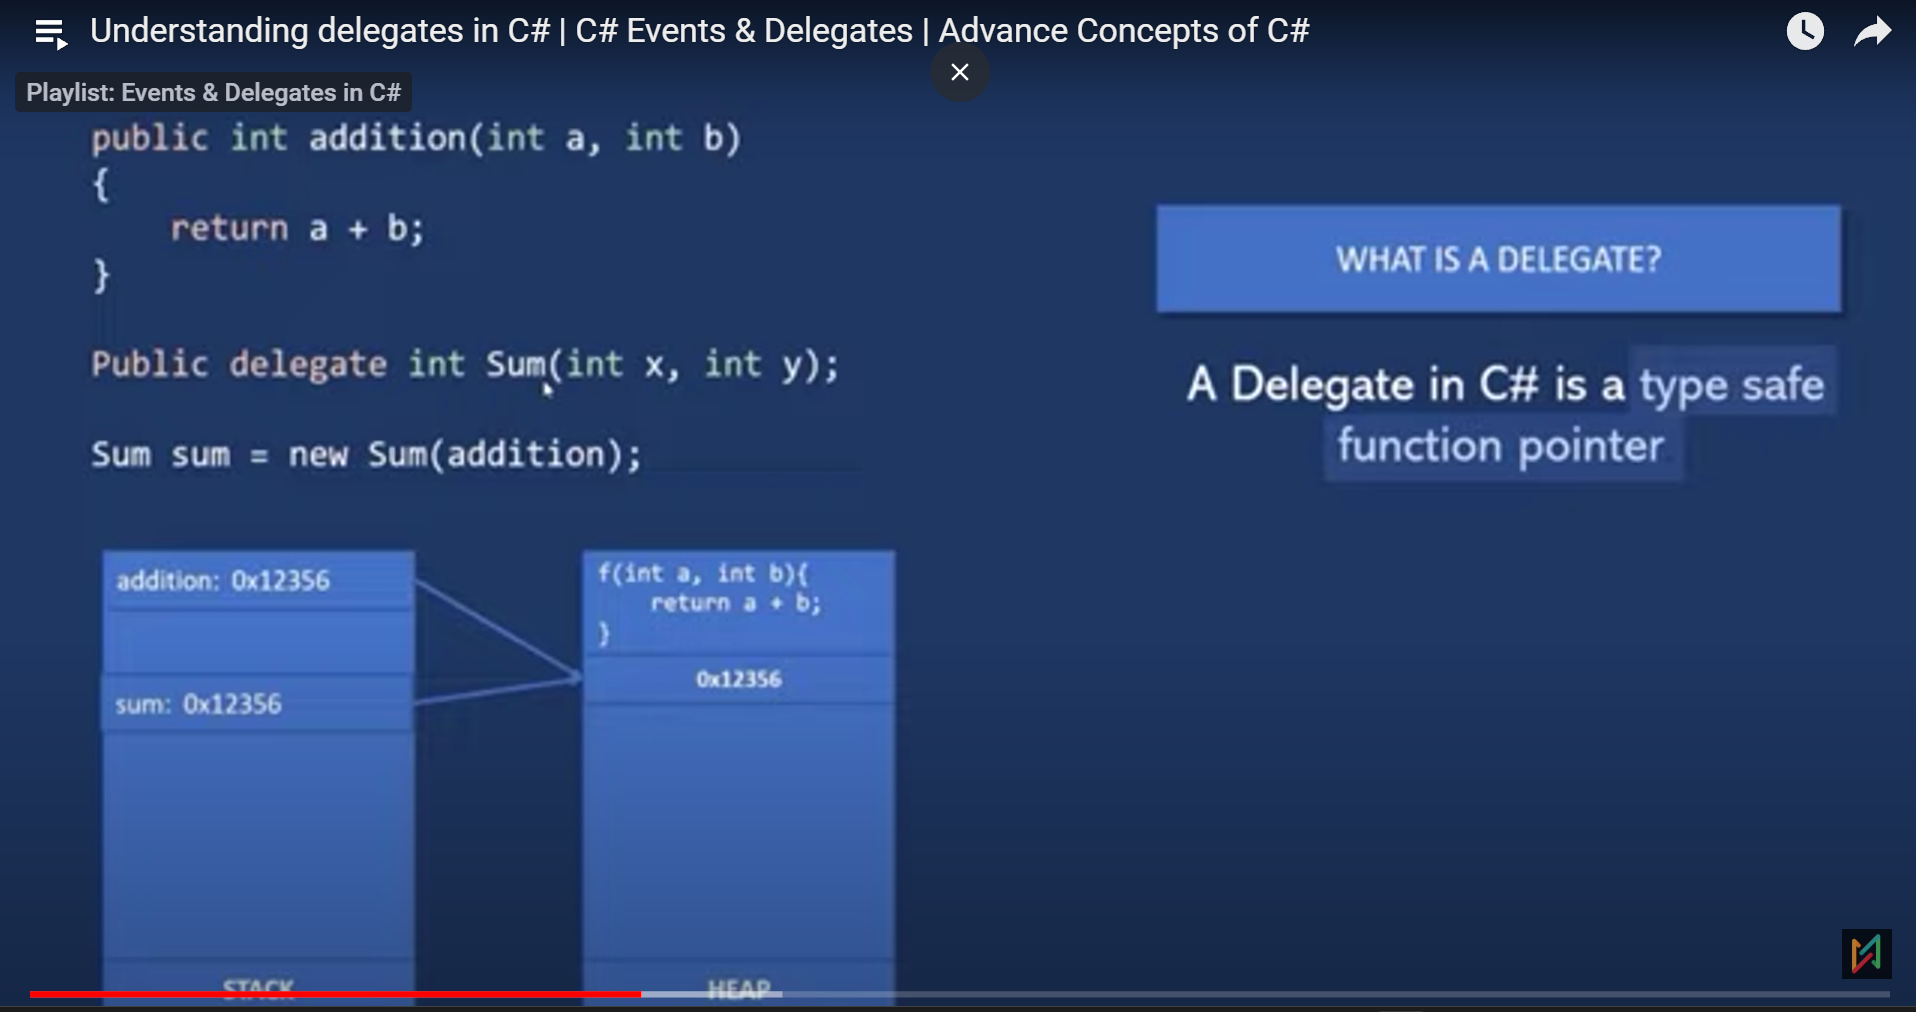 Understanding delegates in C# | C# Events & Delegates | Advance Concepts of C#
Playlist: Events & Delegates in C#
public int addition(int a, int b)
{
return a + b;
}
Public delegate int Sum(int x, int y);
Sum sum = new Sum(addition);
WHAT IS A DELEGATE?
A Delegate in C# is a type safe
function pointer
addition: 0x12356
sum: 0x12356
STACK
f(int a, int b){
return a + b;
}
0x12356
HEAP